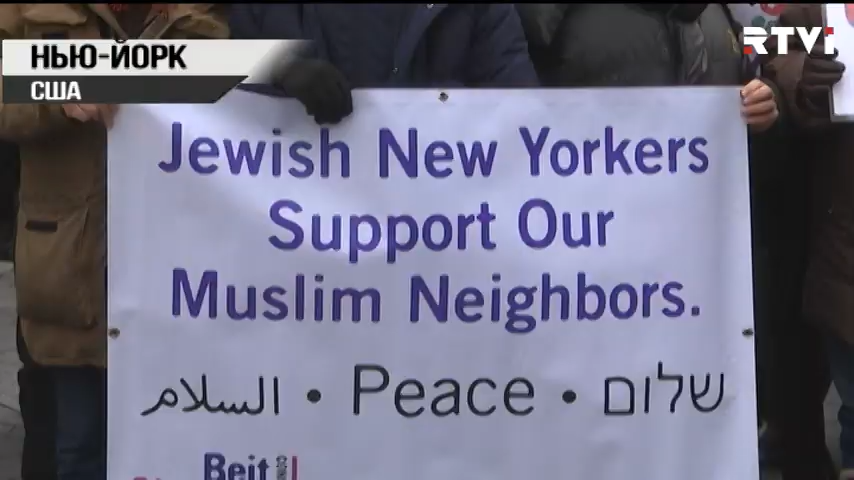 НЬЮ-ЙОРК
США
RTVi
Jewish New Yorkers
Support Our
Muslim Neighbors.
السلام • Peace • שלום
Beit